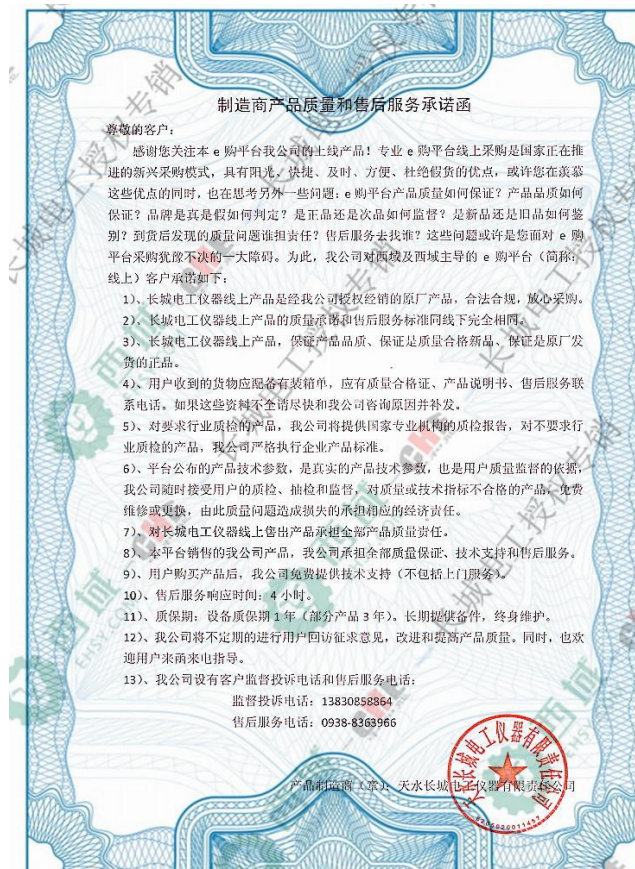 制造商产品质量和售后服务承诺函
尊敬的客户：
感谢您关注本 e 购平台我公司的上线产品！专业 e 购平台线上采购是国家正在推
进的新兴采购模式，具有阳光、快捷、及时、方便、杜绝假货的优点，或许您在羡慕
这些优点的同时，也在思考另外一些问题：e 购平台产品质量如何保证？产品品质如何
保证？品牌是真是假如何判定？是正品还是次品如何监督？是新品还是旧品如何鉴
别？到货后发现的质量问题谁担责任？售后服务去找谁？这些问题或许是您面对 e 购
平台采购犹豫不决的一大障碍。为此，我公司对西域及西域主导的 e 购平台（简称：
线上）客户承诺如下：
1）、长城电工仪器线上产品是经我公司授权经销的原厂产品，合法合规，放心采购。
2）、长城电工仪器线上产品的质量承诺和售后服务标准同线下完全相同。
3）、长城电工仪器线上产品，保证产品品质、保证是质量合格新品、保证是原厂发
货的正品。
4）、用户收到的货物应配备有装箱单，应有质量合格证、产品说明书、售后服务联
系电话。如果这些资料不全请尽快和我公司咨询原因并补发。
5）、对要求行业质检的产品，我公司将提供国家专业机构的质检报告，对不要求行
业质检的产品，我公司严格执行企业产品标准。
6）、平台公布的产品技术参数，是真实的产品技术参数，也是用户质量监督的依据，
我公司随时接受用户的质检、抽检和监督，对质量或技术指标不合格的产品，免费
维修或更换，由此质量问题造成损失的承担相应的经济责任。
7）、对长城电工仪器线上售出产品承担全部产品质量责任。
8）、本平台销售的我公司产品，我公司承担全部质量保证、技术支持和售后服务。
9）、用户购买产品后，我公司免费提供技术支持（不包括上门服务）。
10）、售后服务响应时间：4 小时。
11）、质保期：设备质保期 1 年（部分产品 3 年）。长期提供备件，终身维护。
12）、我公司将不定期的进行用户回访征求意见，改进和提高产品质量。同时，也欢
迎用户来函来电指导。
13）、我公司设有客户监督投诉电话和售后服务电话：
监督投诉电话：13830858864
售后服务电话：0938-8363966
产品制造商（章）：天水长城电工仪器有限责任公司
天水长城电工仪器有限责任公司
6205020011457
长城电工授权专销
西域
EHSY.COM